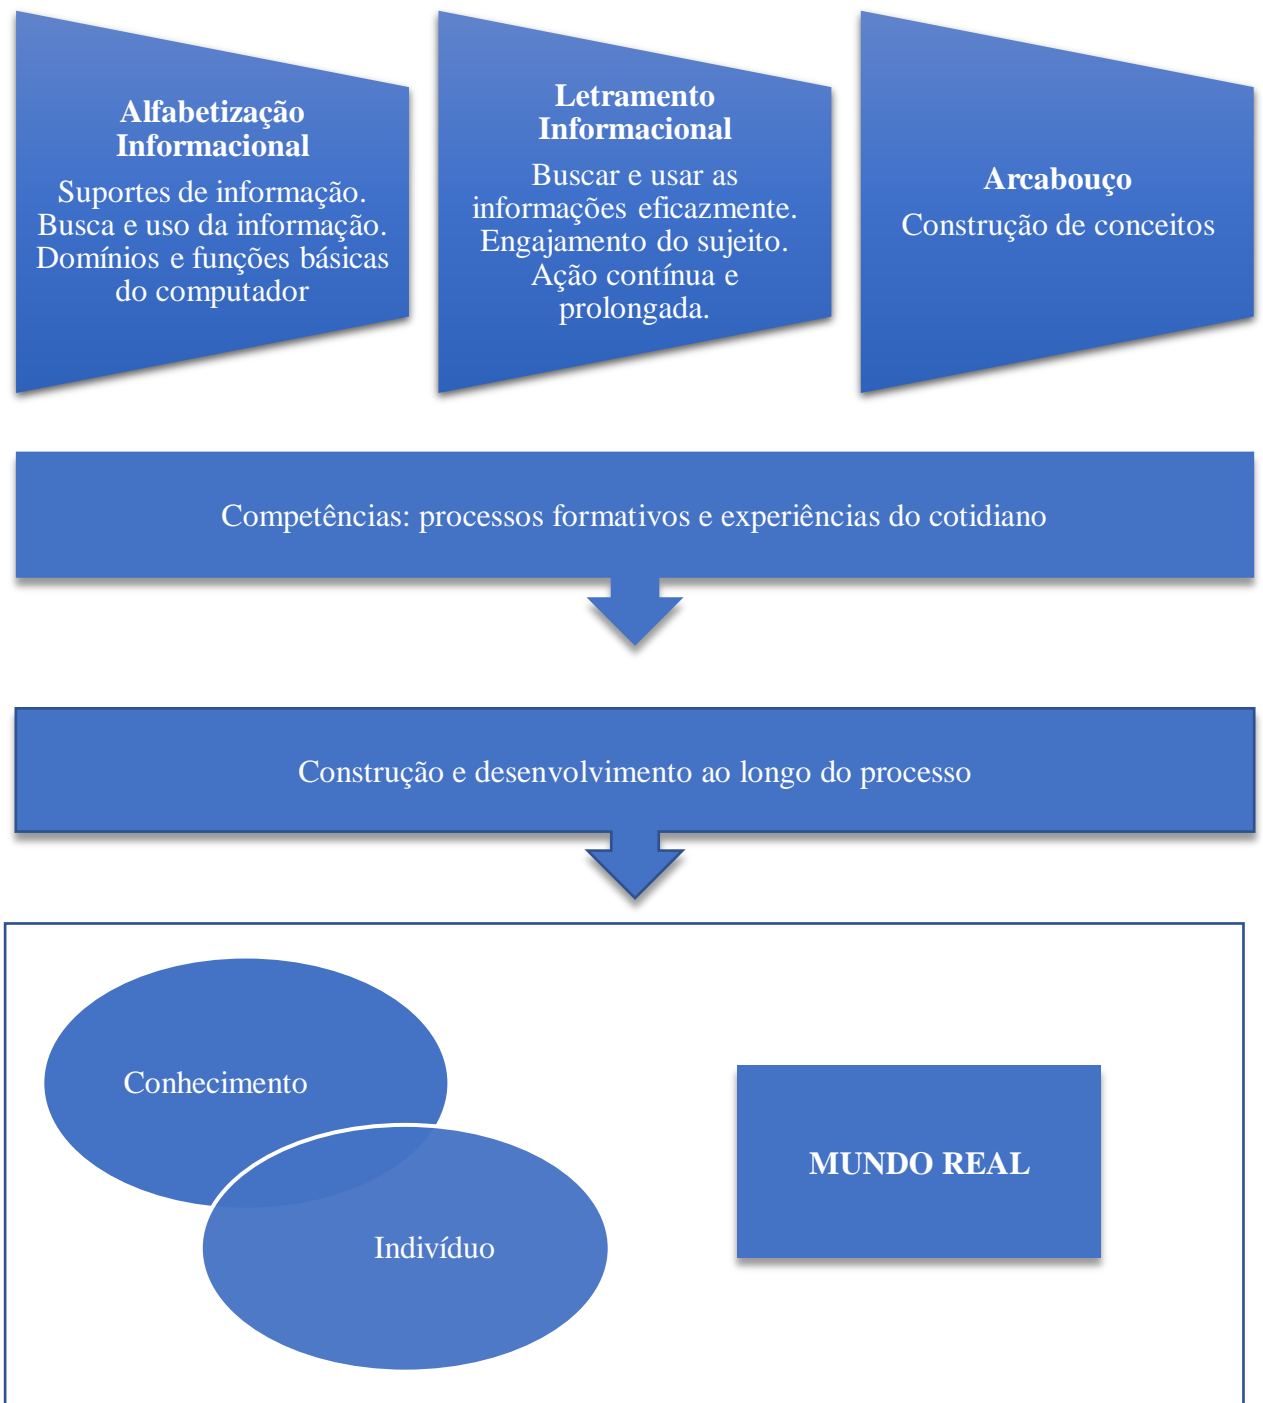 Alfabetização
Informacional
Suportes de informação.
Busca e uso da informação.
Domínios e funções básicas
do computador
Letramento
Informacional
Buscar e usar as
informações eficazmente.
Engajamento do sujeito.
Ação contínua e
prolongada.
Arcabouço
Construção de conceitos
Competências: processos formativos e experiências do cotidiano
Construção e desenvolvimento ao longo do processo
Conhecimento
Indivíduo
MUNDO REAL